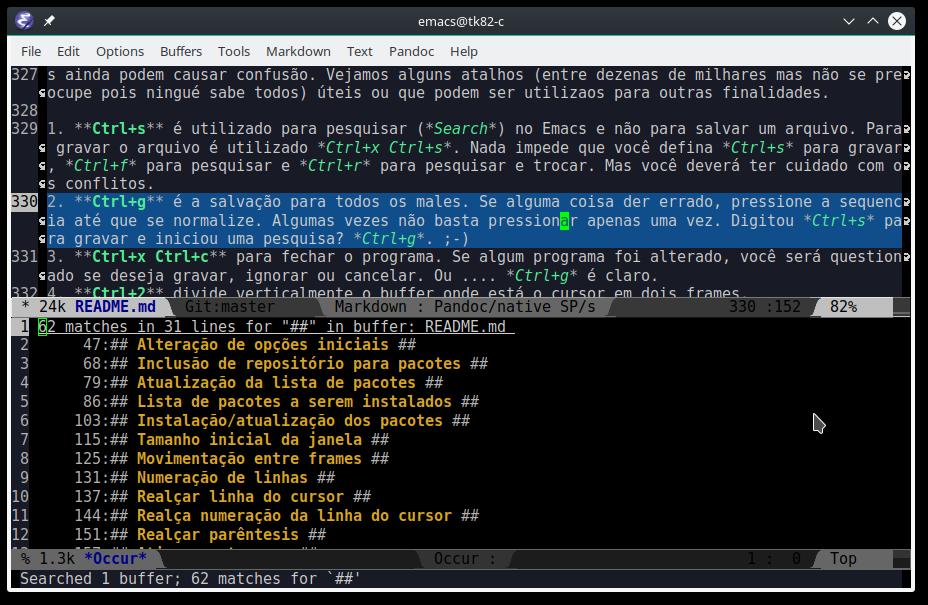 emacs@tk82-c
File Edit Options Buffers Tools Markdown Text Pandoc Help
327 s ainda podem causar confusão. Vejamos alguns atalhos (entre dezenas de milhares mas não se pre
ocupe pois ningué sabe todos) úteis ou que podem ser utilizaos para outras finalidades.
328
329 1. **Ctrl+s** é utilizado para pesquisar (*Search*) no Emacs e não para salvar um arquivo. Para
gravar o arquivo é utilizado *Ctrl+x Ctrl+s*. Nada impede que você defina *Ctrl+s* para gravar
, *Ctrl+f* para pesquisar e *Ctrl+r* para pesquisar e trocar. Mas você deverá ter cuidado com o
s conflitos.
330 2. **Ctrl+g** é a salvação para todos os males. Se alguma coisa der errado, pressione a sequenc
ia até que se normalize. Algumas vezes não basta pressionar apenas uma vez. Digitou *Ctrl+s* pa
ra gravar e iniciou uma pesquisa? *Ctrl+g*. ;-)
331 3. **Ctrl+x Ctrl+c** para fechar o programa. Se algum programa foi alterado, você será question
ado se deseja gravar, ignorar ou cancelar. Ou .... *Ctrl+g* é claro.
332 4. **Ctrl+2** divide verticalmente o buffer onde está o cursor em dois frames.
* 24k README.md Git:master Markdown : Pandoc/native SP/s 330 :152 82%
1 62 matches in 31 lines for "##" in buffer: README.md
2 47:## Alteração de opções iniciais ##
3 68:## Inclusão de repositório para pacotes ##
4 79:## Atualização da lista de pacotes ##
5 86:## Lista de pacotes a serem instalados ##
6 103:## Instalação/atualização dos pacotes ##
7 115:## Tamanho inicial da janela ##
8 125:## Movimentação entre frames ##
9 131:## Numeração de linhas ##
10 137:## Realçar linha do cursor ##
11 144:## Realça numeração da linha do cursor ##
12 151:## Realçar parêntesis ##
% 1.3k *Occur* Occur : 1 : 0 Top
Searched 1 buffer; 62 matches for `##'